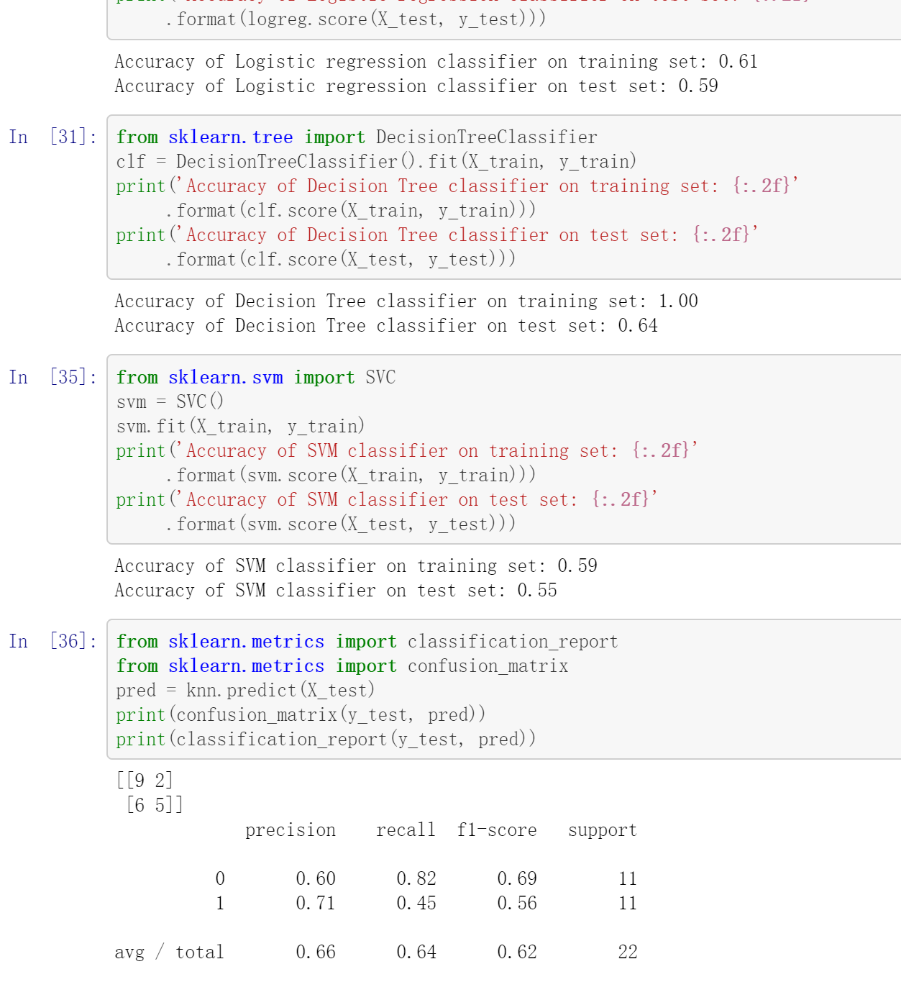 .format(logreg.score(X_test, y_test)))
Accuracy of Logistic regression classifier on training set: 0.61
Accuracy of Logistic regression classifier on test set: 0.59
In [31]: from sklearn.tree import DecisionTreeClassifier
clf = DecisionTreeClassifier().fit(X_train, y_train)
print('Accuracy of Decision Tree classifier on training set: {:.2f}'
.format(clf.score(X_train, y_train)))
print('Accuracy of Decision Tree classifier on test set: {:.2f}'
.format(clf.score(X_test, y_test)))
Accuracy of Decision Tree classifier on training set: 1.00
Accuracy of Decision Tree classifier on test set: 0.64
In [35]: from sklearn.svm import SVC
svm = SVC()
svm.fit(X_train, y_train)
print('Accuracy of SVM classifier on training set: {:.2f}'
.format(svm.score(X_train, y_train)))
print('Accuracy of SVM classifier on test set: {:.2f}'
.format(svm.score(X_test, y_test)))
Accuracy of SVM classifier on training set: 0.59
Accuracy of SVM classifier on test set: 0.55
In [36]: from sklearn.metrics import classification_report
from sklearn.metrics import confusion_matrix
pred = knn.predict(X_test)
print(confusion_matrix(y_test, pred))
print(classification_report(y_test, pred))
[[9 2]
[6 5]]
precision recall f1-score support
0 0.60 0.82 0.69 11
1 0.71 0.45 0.56 11
avg / total 0.66 0.64 0.62 22